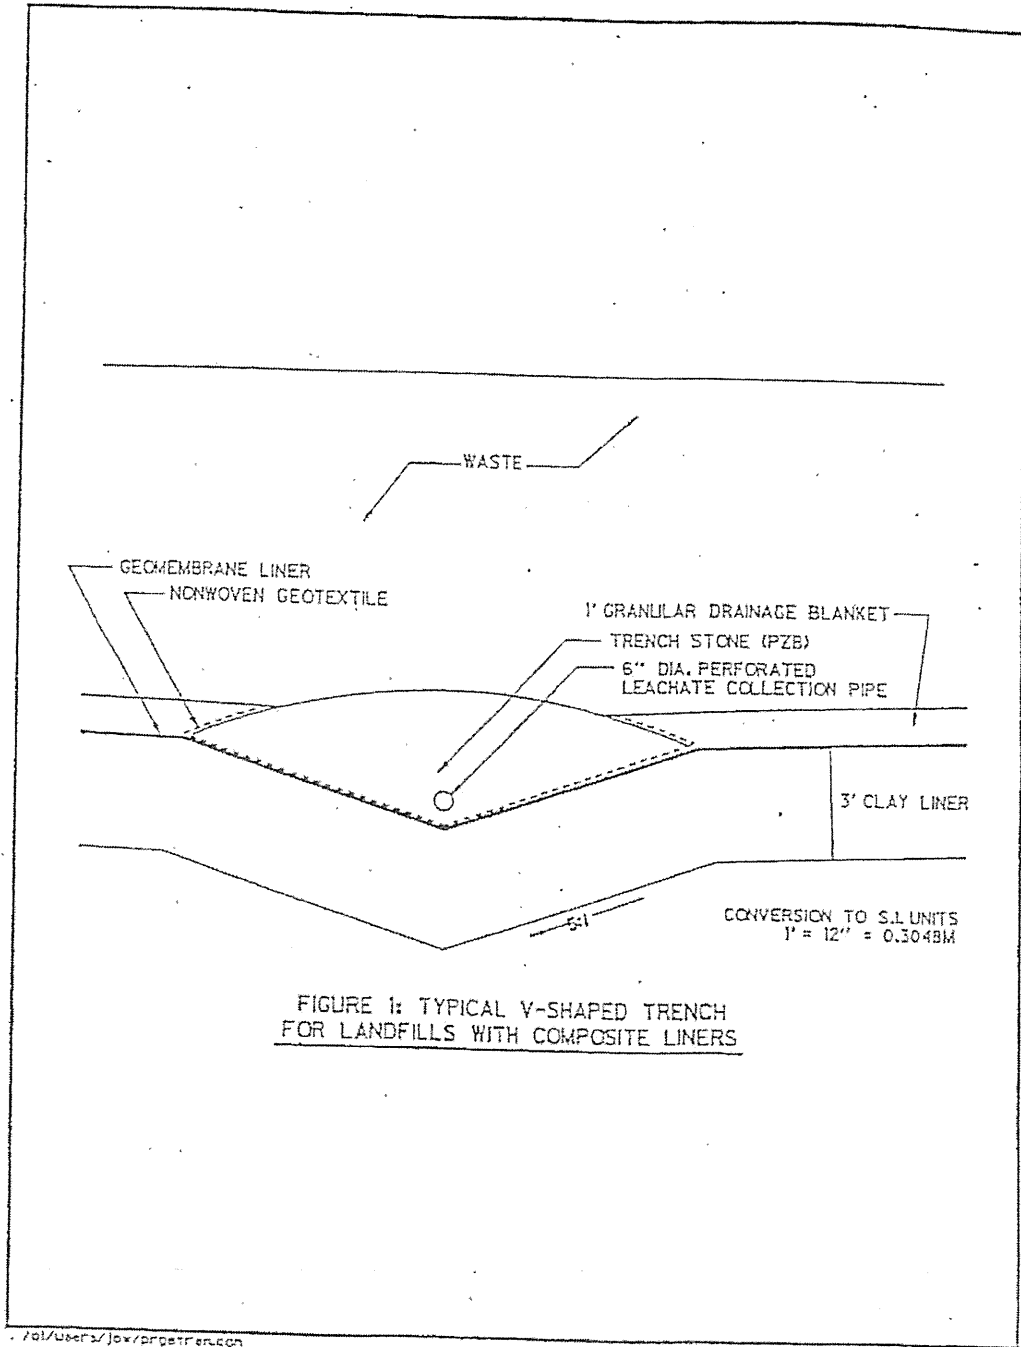 WASTE
GEOMEMBRANE LINER
NONWOVEN GEOTEXTILE
1' GRANULAR DRAINAGE BLANKET
TRENCH STONE (PZB)
6" DIA. PERFORATED
LEACHATE COLLECTION PIPE
3' CLAY LINER
5:1
CONVERSION TO S.I. UNITS
1' = 12" = 0.3048M
FIGURE 1: TYPICAL V-SHAPED TRENCH
FOR LANDFILLS WITH COMPOSITE LINERS